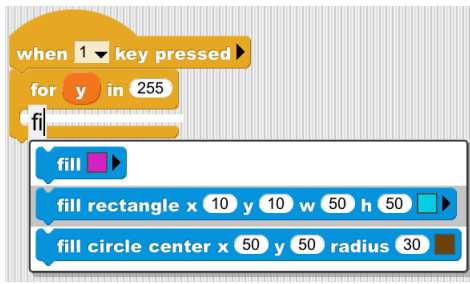 when 1 key pressed
for y in 255
fi
fill
fill rectangle x 10 y 10 w 50 h 50
fill circle center x 50 y 50 radius 30